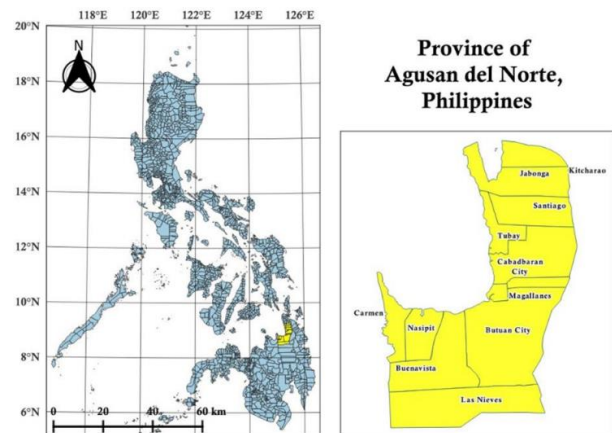 118°E 120°E 122°E 124°E 126°E
20°N
N
18°N
16°N
14°N
12°N
10°N
8°N
6°N
0 20 40 60 km
Province of
Agusan del Norte,
Philippines
Jabonga
Kitcharao
Santiago
Tubay
Cabadbaran
City
Magallanes
Carmen
Nasipit
Butuan City
Buenavista
Las Nieves